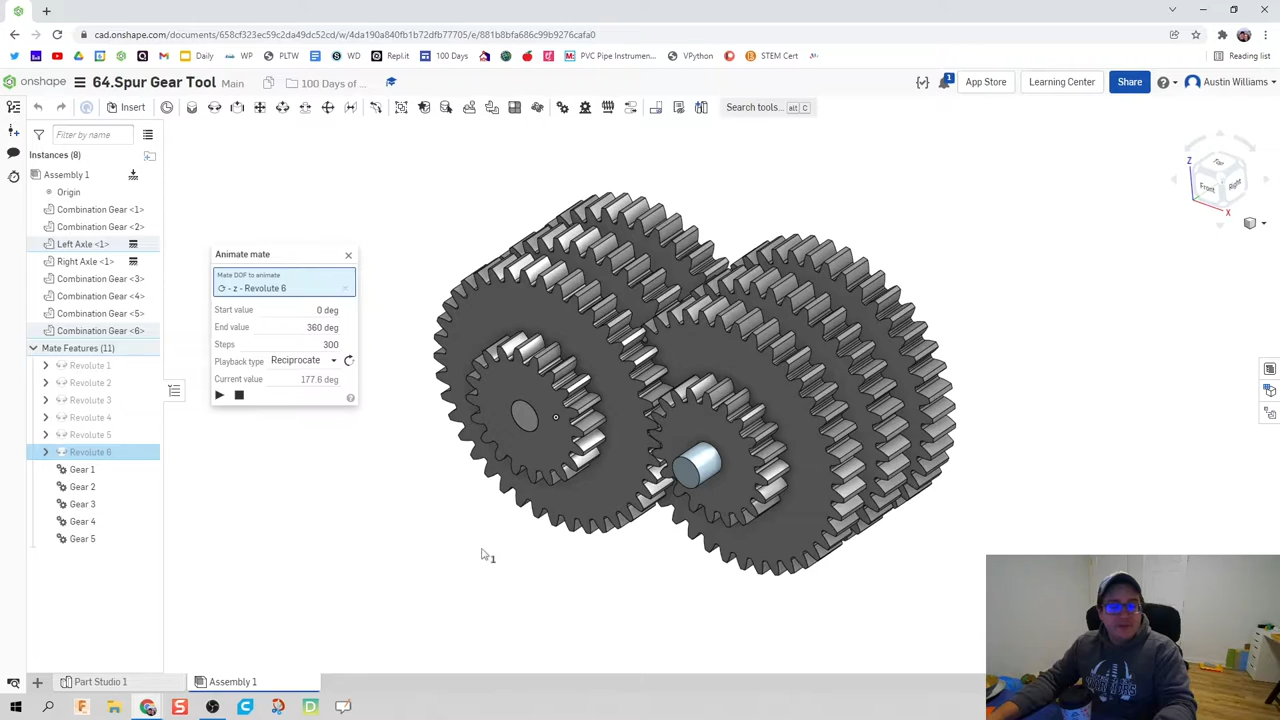 cad.onshape.com/documents/658cf323ec59c2da49dc52cd/w/4da190a840fb1b72dfb77705/e/881b8bfa686c99b9276cafa0
Daily
WP
PLTW
SD
WD
Repl.it
100 Days
PVC Pipe Instrumen...
VPython
STEM Cert
Reading list
onshape
64.Spur Gear Tool
Main
100 Days of ...
1
App Store
Learning Center
Share
Austin Williams
Insert
Search tools...
alt C
Filter by name
Instances (8)
Assembly 1
Origin
Combination Gear <1>
Combination Gear <2>
Left Axle <1>
Right Axle <1>
Combination Gear <3>
Combination Gear <4>
Combination Gear <5>
Combination Gear <6>
Mate Features (11)
Revolute 1
Revolute 2
Revolute 3
Revolute 4
Revolute 5
Revolute 6
Gear 1
Gear 2
Gear 3
Gear 4
Gear 5
Animate mate
Mate DOF to animate
- z - Revolute 6
Start value 0 deg
End value 360 deg
Steps 300
Playback type Reciprocate
Current value 177.6 deg
Z
Top
Front
Right
X
1
Part Studio 1
Assembly 1